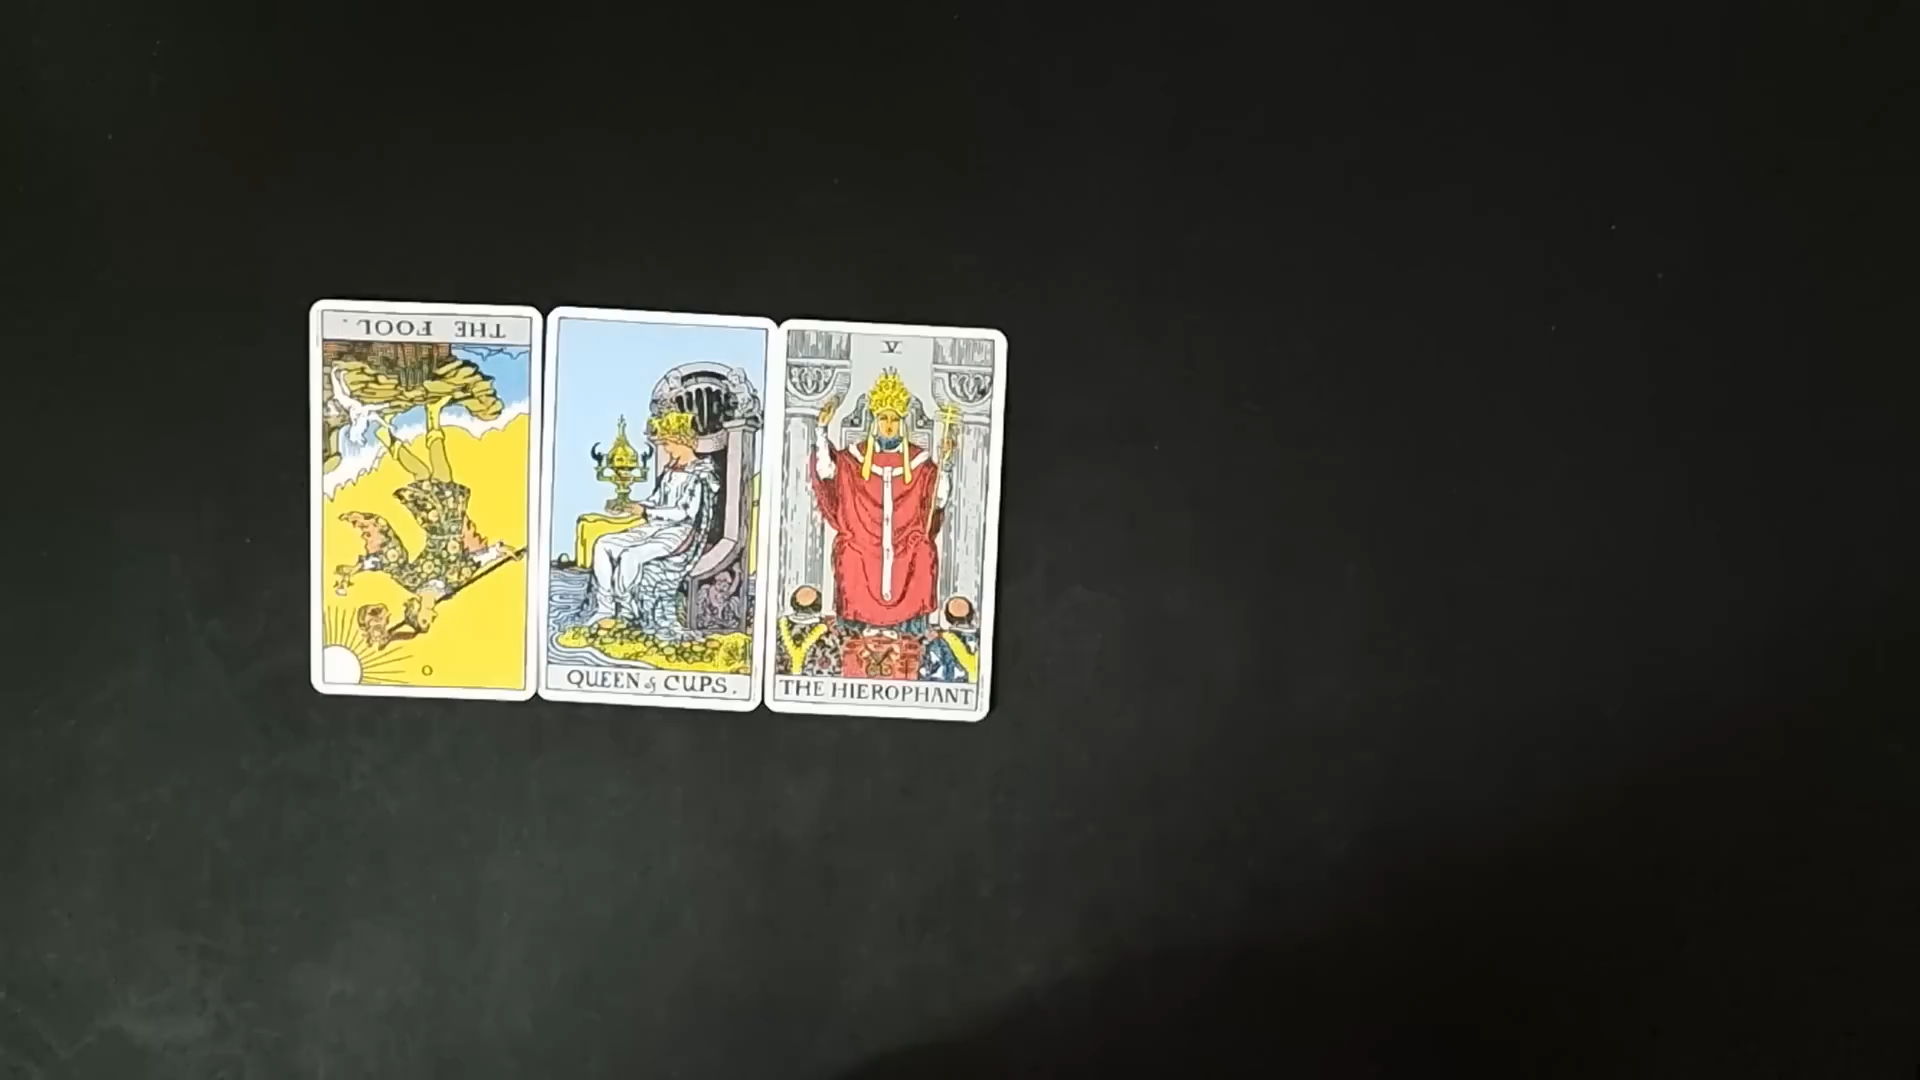 THE FOOL.
0
QUEEN of CUPS.
V
THE HIEROPHANT